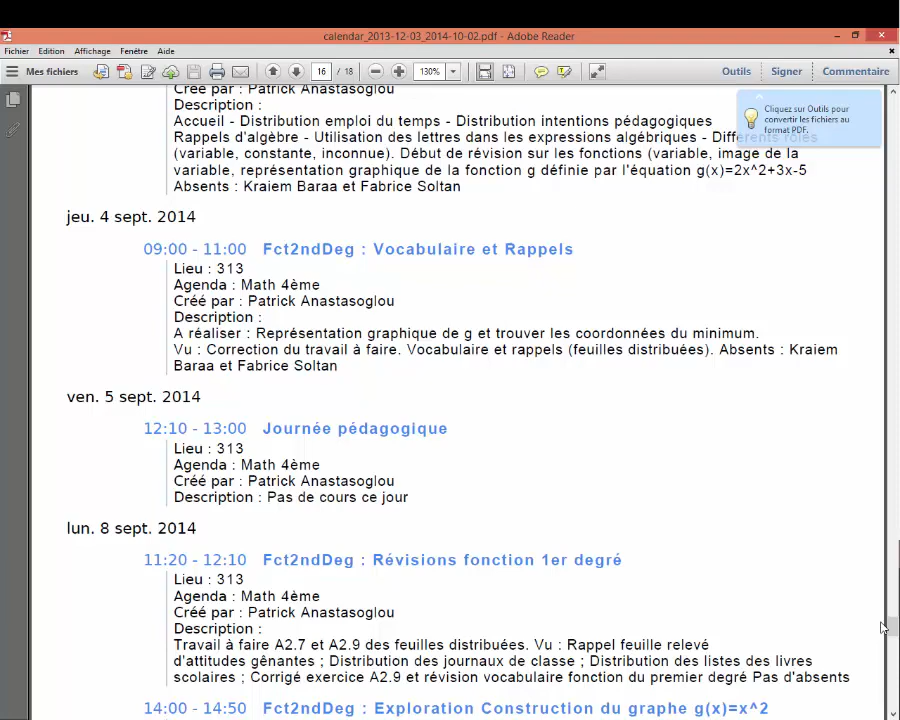 calendar_2013-12-03_2014-10-02.pdf - Adobe Reader
Fichier Edition Affichage Fenêtre Aide
Mes fichiers 16 / 18 130% Outils Signer Commentaire
Cliquez sur Outils pour
convertir les fichiers au
format PDF.
Créé par : Patrick Anastasoglou
Description :
Accueil - Distribution emploi du temps - Distribution intentions pédagogiques
Rappels d'algèbre - Utilisation des lettres dans les expressions algébriques - Différents rôles
(variable, constante, inconnue). Début de révision sur les fonctions (variable, image de la
variable, représentation graphique de la fonction g définie par l'équation g(x)=2x^2+3x-5
Absents : Kraiem Baraa et Fabrice Soltan
jeu. 4 sept. 2014
09:00 - 11:00 Fct2ndDeg : Vocabulaire et Rappels
Lieu : 313
Agenda : Math 4ème
Créé par : Patrick Anastasoglou
Description :
A réaliser : Représentation graphique de g et trouver les coordonnées du minimum.
Vu : Correction du travail à faire. Vocabulaire et rappels (feuilles distribuées). Absents : Kraiem
Baraa et Fabrice Soltan
ven. 5 sept. 2014
12:10 - 13:00 Journée pédagogique
Lieu : 313
Agenda : Math 4ème
Créé par : Patrick Anastasoglou
Description : Pas de cours ce jour
lun. 8 sept. 2014
11:20 - 12:10 Fct2ndDeg : Révisions fonction 1er degré
Lieu : 313
Agenda : Math 4ème
Créé par : Patrick Anastasoglou
Description :
Travail à faire A2.7 et A2.9 des feuilles distribuées. Vu : Rappel feuille relevé
d'attitudes gênantes ; Distribution des journaux de classe ; Distribution des listes des livres
scolaires ; Corrigé exercice A2.9 et révision vocabulaire fonction du premier degré Pas d'absents
14:00 - 14:50 Fct2ndDeg : Exploration Construction du graphe g(x)=x^2